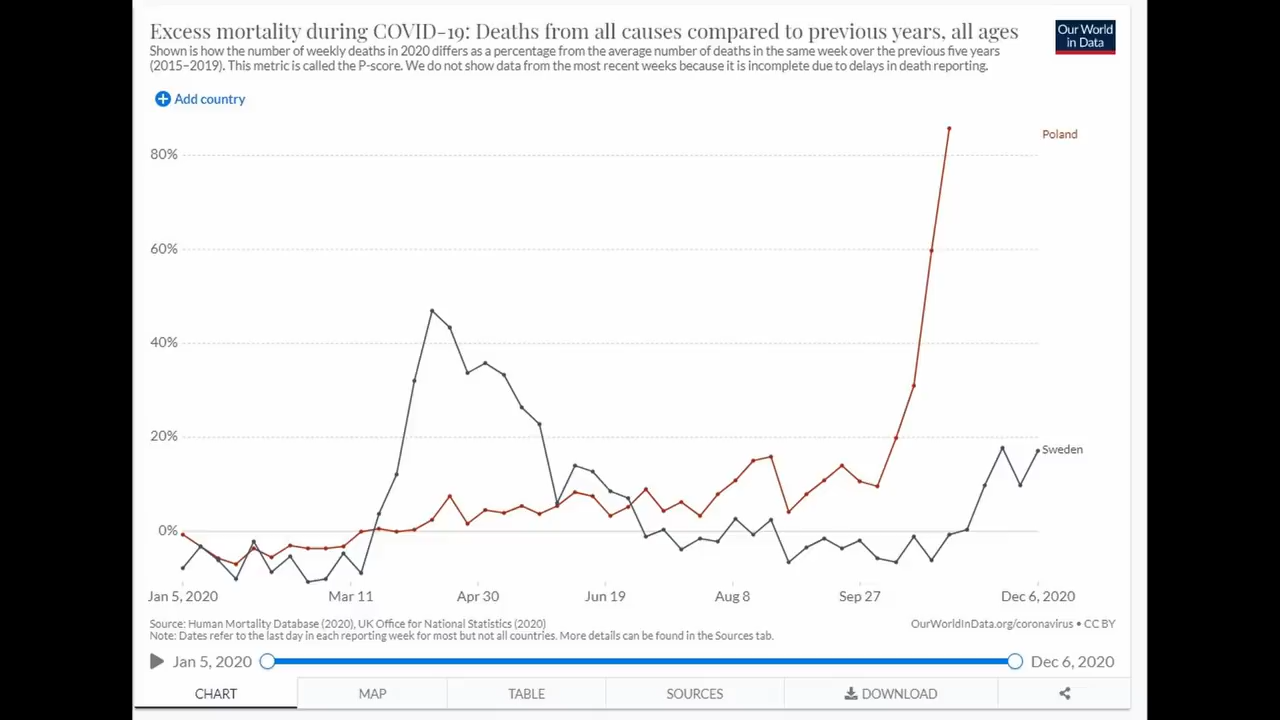 Excess mortality during COVID-19: Deaths from all causes compared to previous years, all ages
Our World
in Data
Shown is how the number of weekly deaths in 2020 differs as a percentage from the average number of deaths in the same week over the previous five years
(2015–2019). This metric is called the P-score. We do not show data from the most recent weeks because it is incomplete due to delays in death reporting.
Add country
Poland
80%
60%
40%
20%
Sweden
0%
Jan 5, 2020 Mar 11 Apr 30 Jun 19 Aug 8 Sep 27 Dec 6, 2020
Source: Human Mortality Database (2020), UK Office for National Statistics (2020) OurWorldInData.org/coronavirus • CC BY
Note: Dates refer to the last day in each reporting week for most but not all countries. More details can be found in the Sources tab.
Jan 5, 2020 Dec 6, 2020
CHART MAP TABLE SOURCES DOWNLOAD